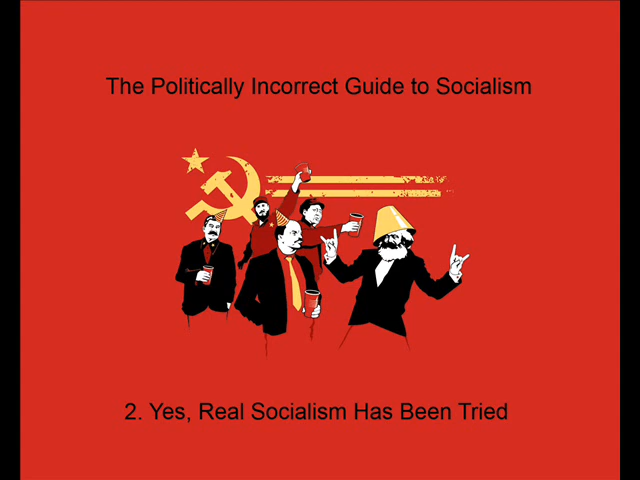 The Politically Incorrect Guide to Socialism
2. Yes, Real Socialism Has Been Tried